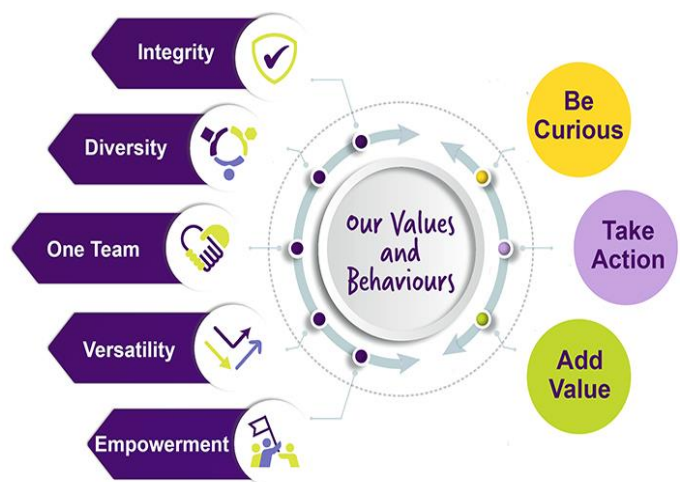 Integrity
Diversity
One Team
Versatility
Empowerment
Our Values
and
Behaviours
Be
Curious
Take
Action
Add
Value